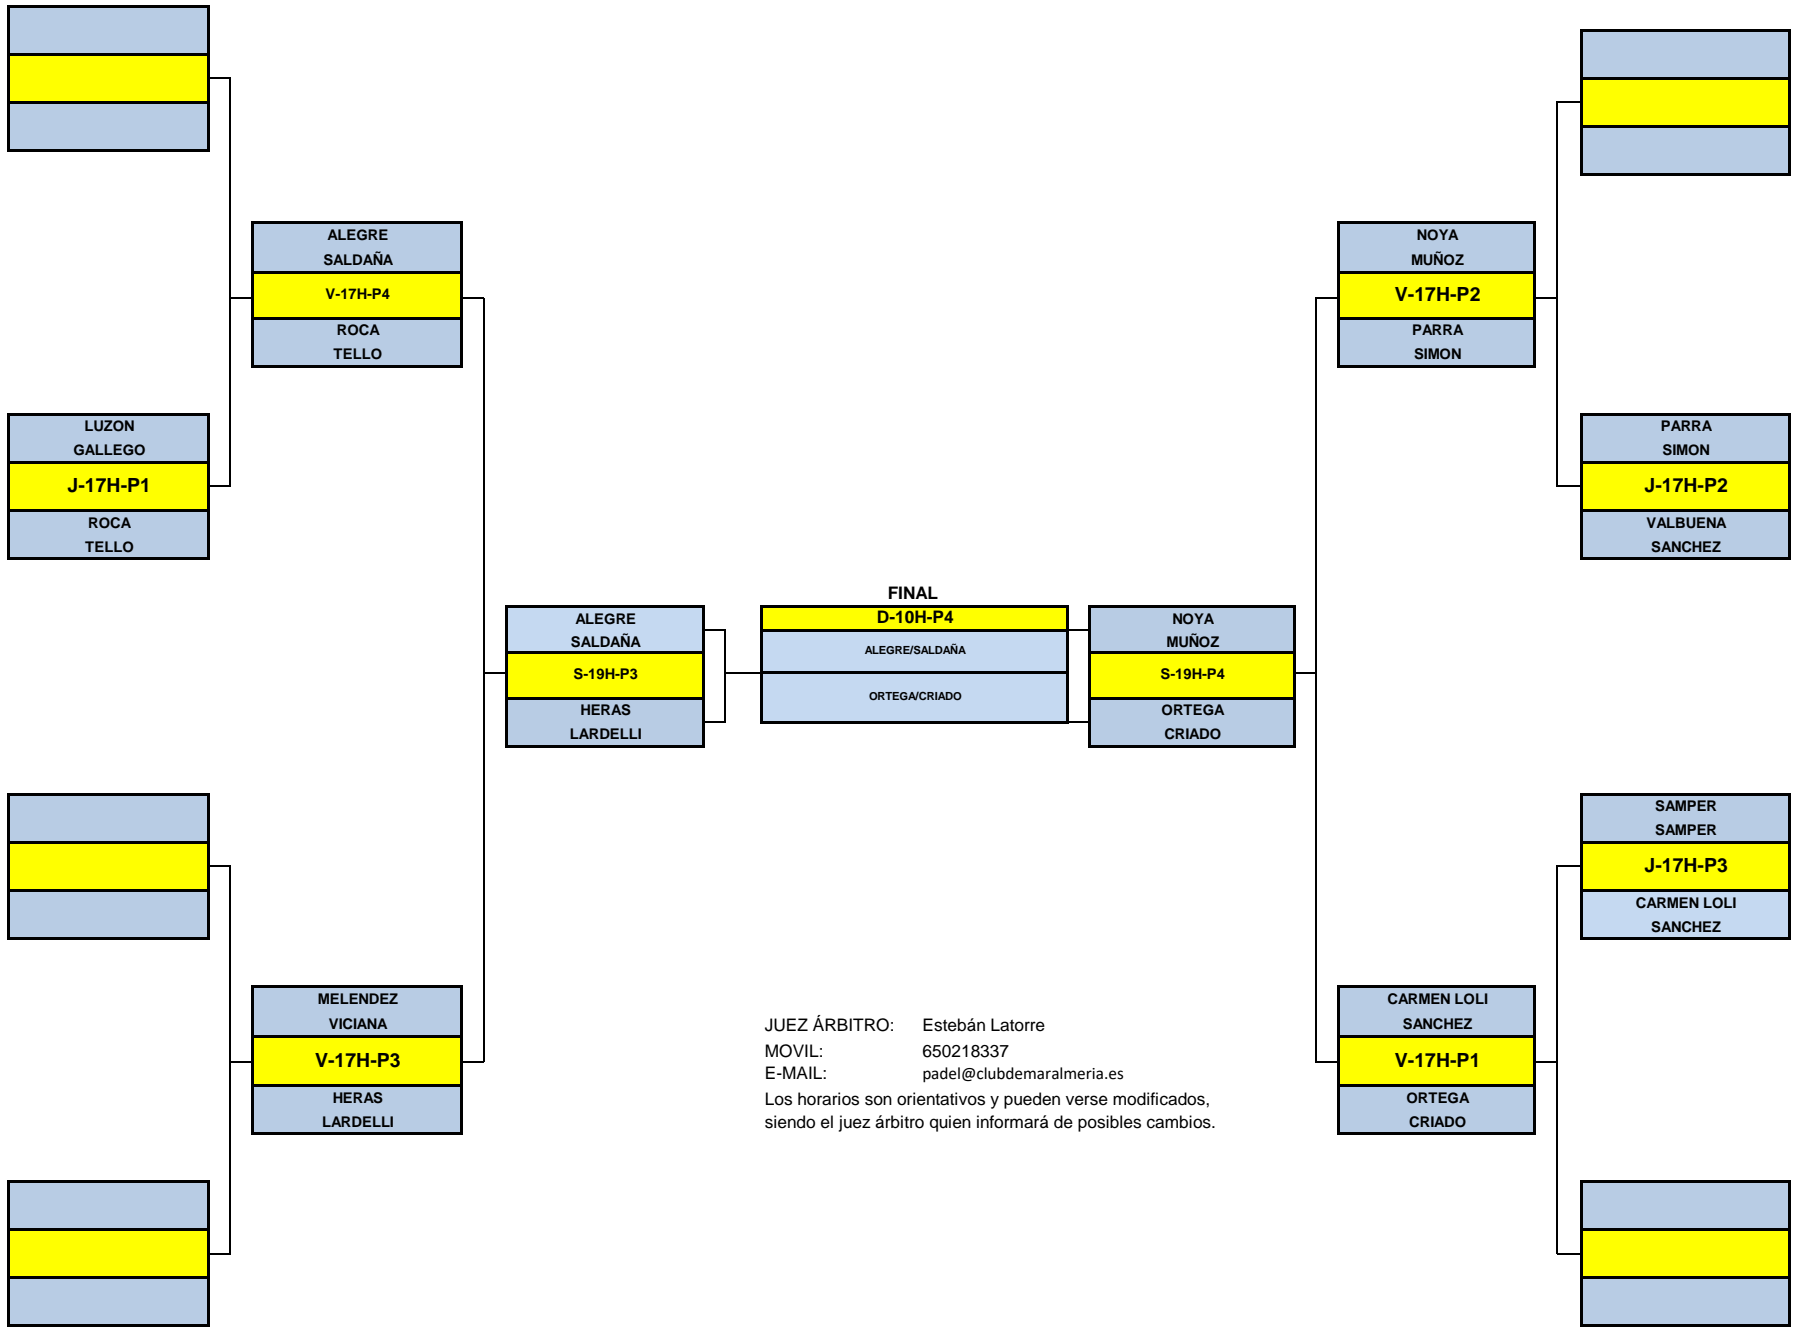 ALEGRE
SALDAÑA
V-17H-P4
ROCA
TELLO
NOYA
MUÑOZ
V-17H-P2
PARRA
SIMON
LUZON
GALLEGO
J-17H-P1
ROCA
TELLO
PARRA
SIMON
J-17H-P2
VALBUENA
SANCHEZ
ALEGRE
SALDAÑA
S-19H-P3
HERAS
LARDELLI
FINAL
D-10H-P4
ALEGRE/SALDAÑA
ORTEGA/CRIADO
NOYA
MUÑOZ
S-19H-P4
ORTEGA
CRIADO
SAMPER
SAMPER
J-17H-P3
CARMEN LOLI
SANCHEZ
MELENDEZ
VICIANA
V-17H-P3
HERAS
LARDELLI
JUEZ ÁRBITRO: Estebán Latorre
MOVIL: 650218337
E-MAIL: padel@clubdemaralmeria.es
Los horarios son orientativos y pueden verse modificados,
siendo el juez árbitro quien informará de posibles cambios.
CARMEN LOLI
SANCHEZ
V-17H-P1
ORTEGA
CRIADO